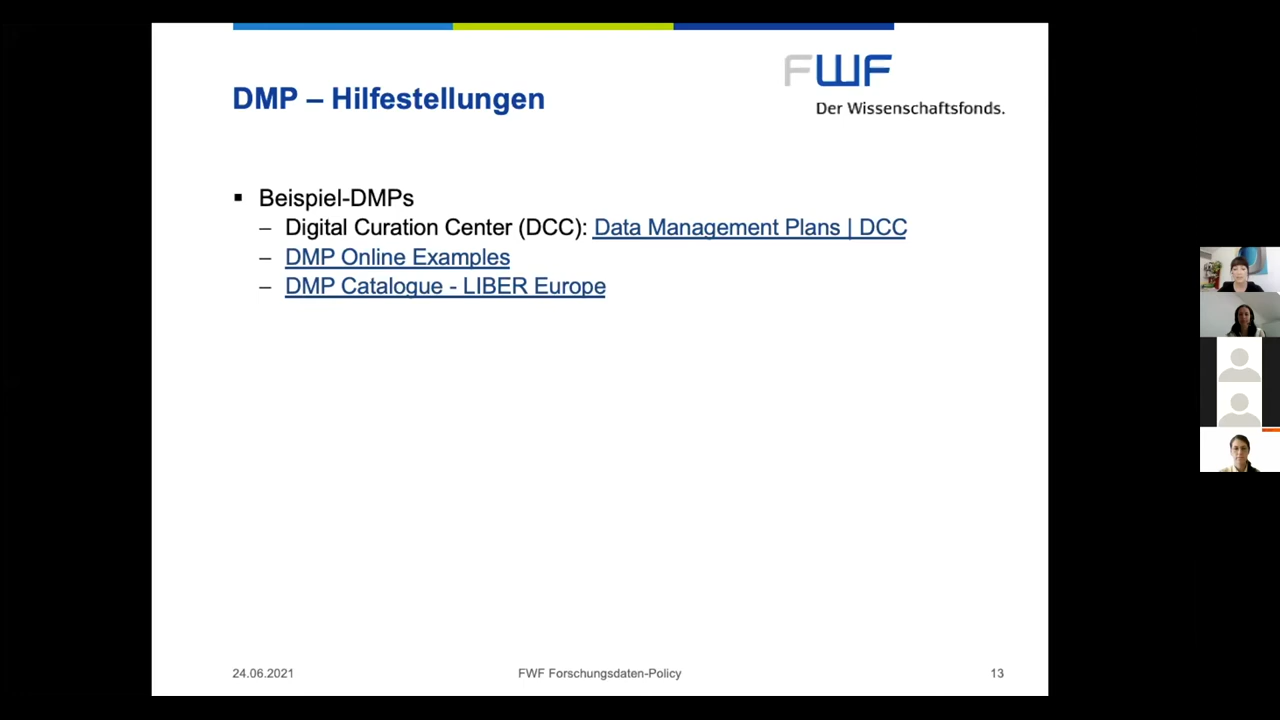 FWF
Der Wissenschaftsfonds.
DMP – Hilfestellungen
▪ Beispiel-DMPs
– Digital Curation Center (DCC): Data Management Plans | DCC
– DMP Online Examples
– DMP Catalogue - LIBER Europe
24.06.2021
FWF Forschungsdaten-Policy
13